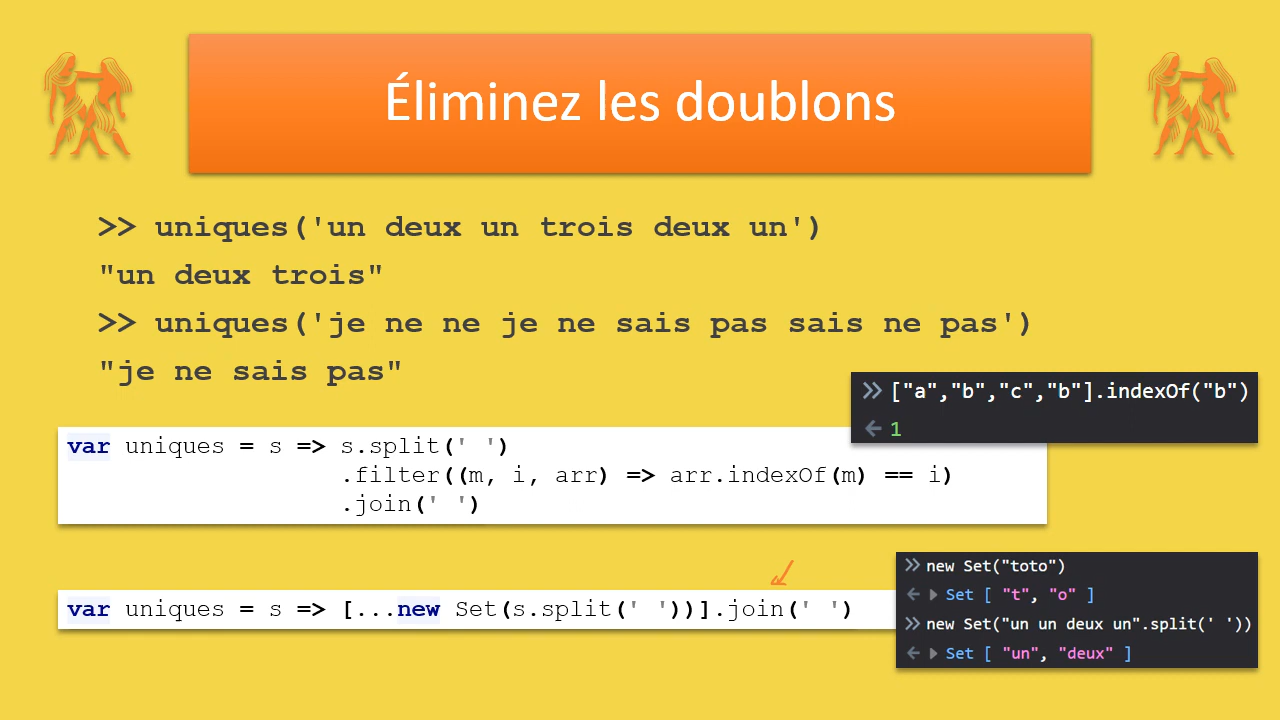 Éliminez les doublons
>> uniques('un deux un trois deux un')
"un deux trois"
>> uniques('je ne ne je ne sais pas sais ne pas')
"je ne sais pas"
>> ["a","b","c","b"].indexOf("b")
← 1
var uniques = s => s.split(' ')
.filter((m, i, arr) => arr.indexOf(m) == i)
.join(' ')
var uniques = s => [...new Set(s.split(' '))].join(' ')
>> new Set("toto")
← ▶ Set [ "t", "o" ]
>> new Set("un un deux un".split(' '))
← ▶ Set [ "un", "deux" ]